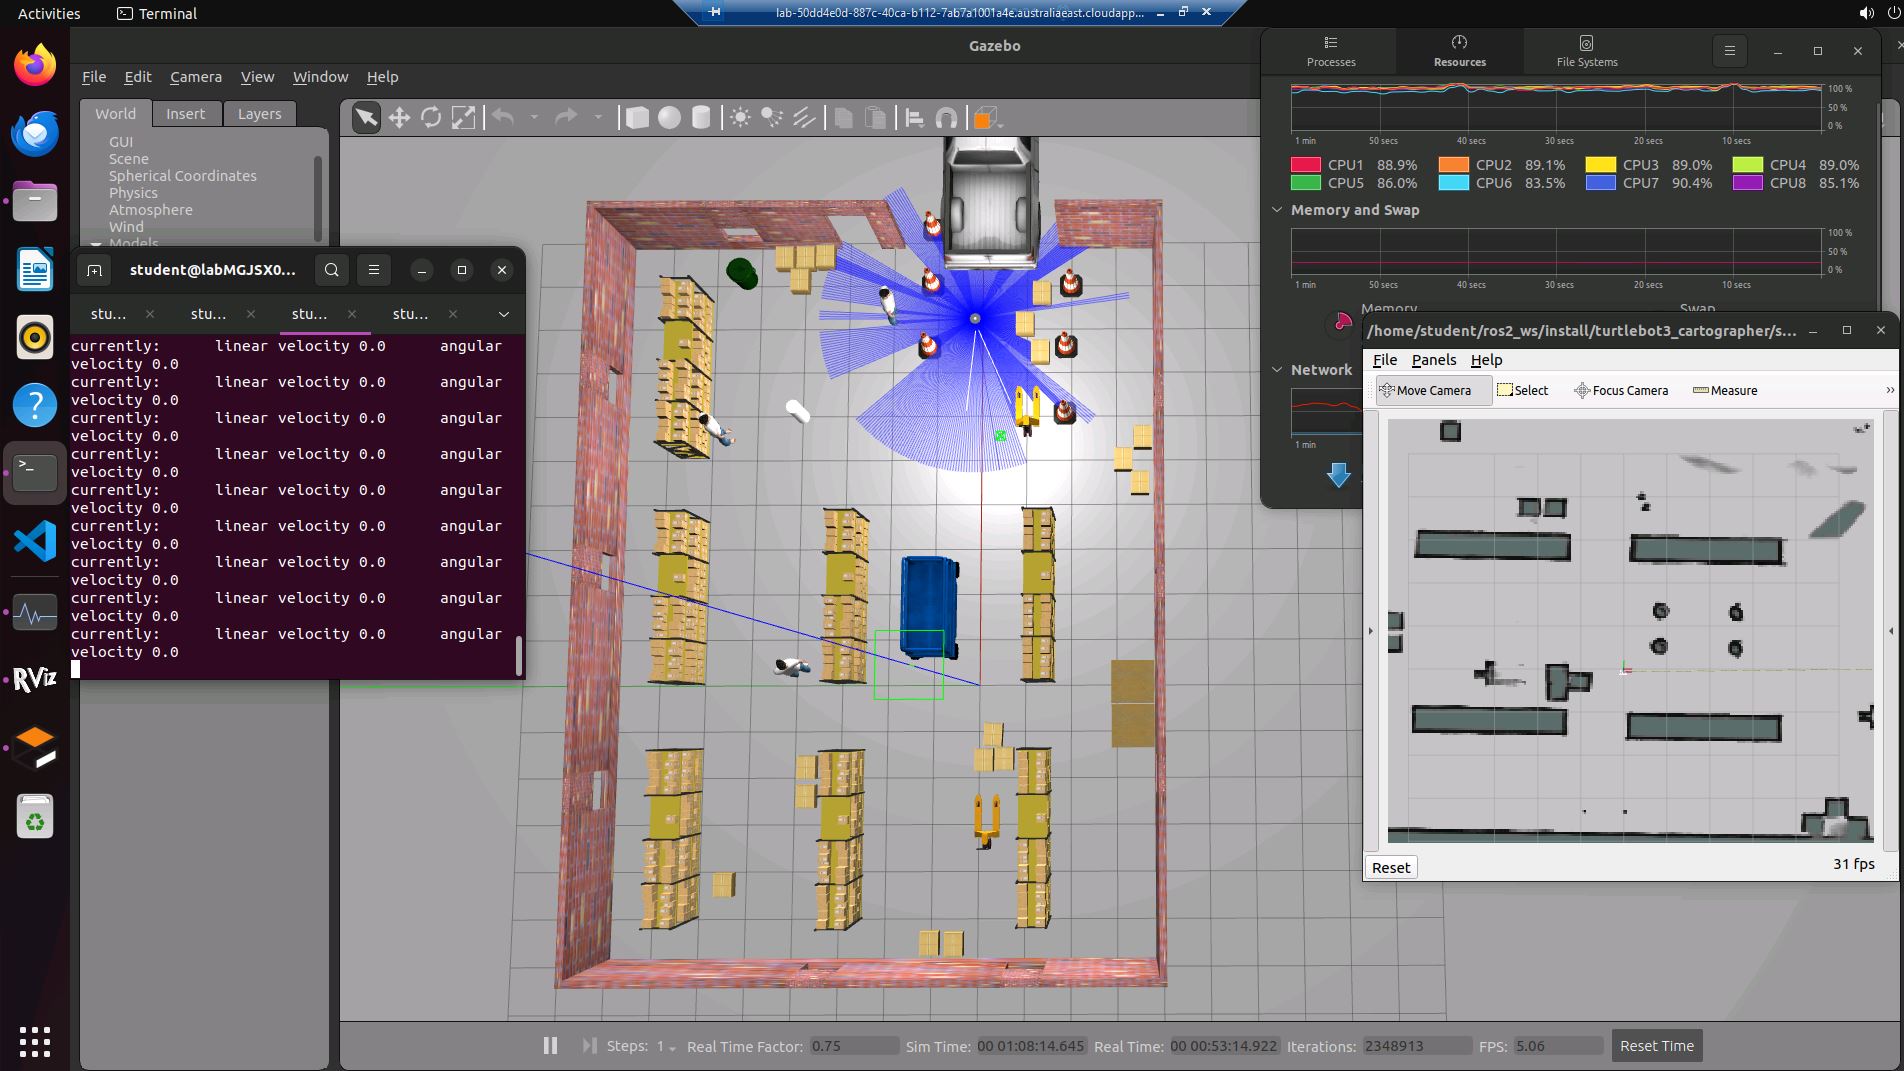 Activities
Terminal
lab-50dd4e0d-887c-40ca-b112-7ab7a1001a4e.australiaeast.cloudapp...
Gazebo
File Edit Camera View Window Help
World Insert Layers
GUI
Scene
Spherical Coordinates
Physics
Atmosphere
Wind
Models
student@labMGJSX0...
stu... stu... stu... stu...
currently: linear velocity 0.0 angular
velocity 0.0
currently: linear velocity 0.0 angular
velocity 0.0
currently: linear velocity 0.0 angular
velocity 0.0
currently: linear velocity 0.0 angular
velocity 0.0
currently: linear velocity 0.0 angular
velocity 0.0
currently: linear velocity 0.0 angular
velocity 0.0
currently: linear velocity 0.0 angular
velocity 0.0
currently: linear velocity 0.0 angular
velocity 0.0
currently: linear velocity 0.0 angular
velocity 0.0
RViz
Processes Resources File Systems
100 %
50 %
0 %
1 min 50 secs 40 secs 30 secs 20 secs 10 secs
CPU1 88.9% CPU2 89.1% CPU3 89.0% CPU4 89.0%
CPU5 86.0% CPU6 83.5% CPU7 90.4% CPU8 85.1%
Memory and Swap
100 %
50 %
0 %
1 min 50 secs 40 secs 30 secs 20 secs 10 secs
Memory Swap
Network
1 min
/home/student/ros2_ws/install/turtlebot3_cartographer/s...
File Panels Help
Move Camera Select Focus Camera Measure
Reset
31 fps
Steps: 1 Real Time Factor: 0.75 Sim Time: 00 01:08:14.645 Real Time: 00 00:53:14.922 Iterations: 2348913 FPS: 5.06 Reset Time